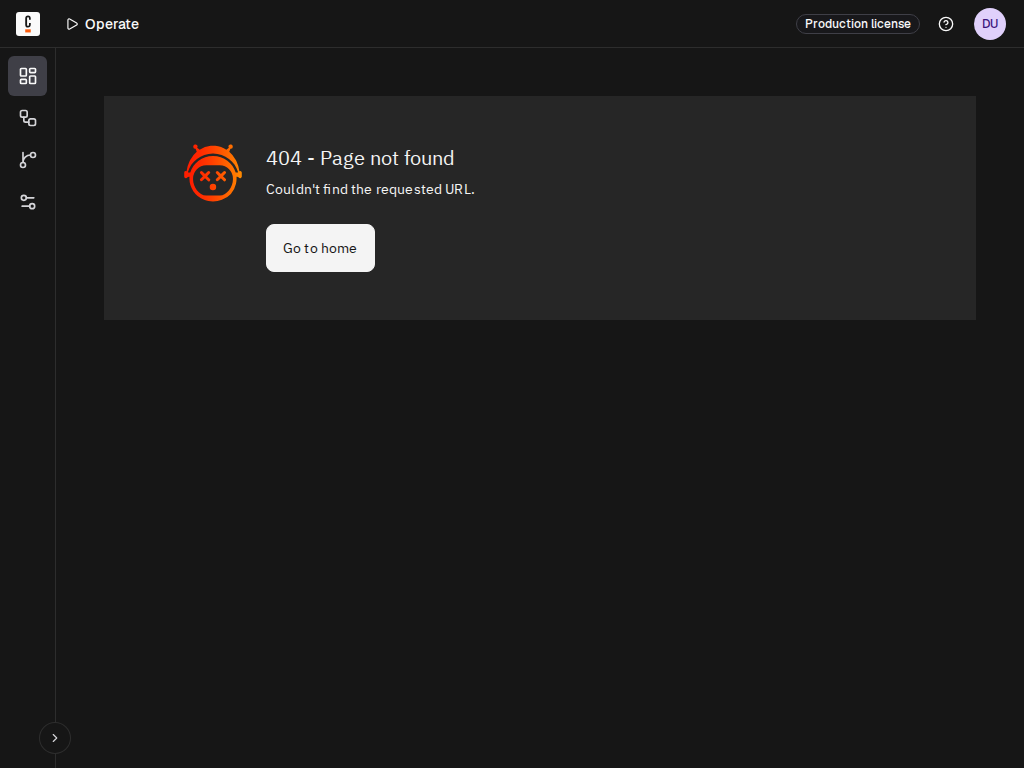 C
Operate
Production license
DU
404 - Page not found
Couldn't find the requested URL.
Go to home